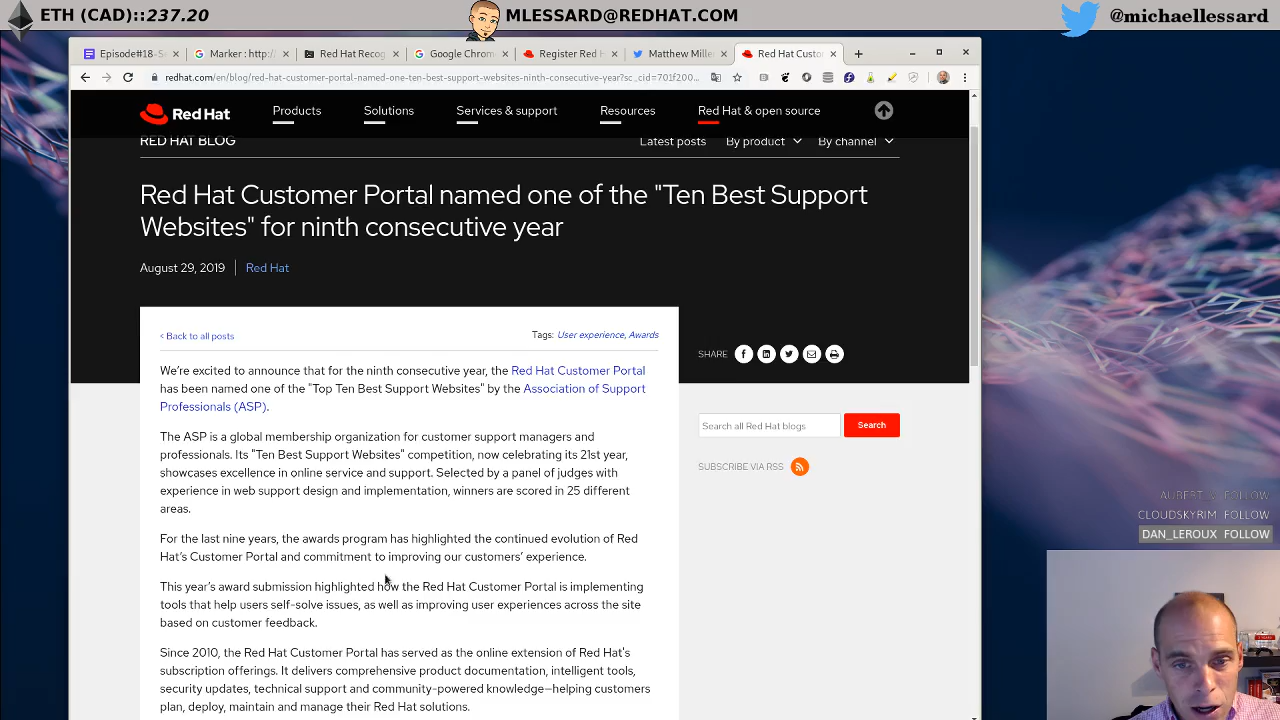 ETH (CAD)::237.20
MLESSARD@REDHAT.COM
@michaellessard
Episode#18-Se
Marker : http:/
Red Hat Recog
Google Chrom
Register Red H
Matthew Mille
Red Hat Custo
redhat.com/en/blog/red-hat-customer-portal-named-one-ten-best-support-websites-ninth-consecutive-year?sc_cid=701f200...
Red Hat
Products
Solutions
Services & support
Resources
Red Hat & open source
RED HAT BLOG
Latest posts
By product
By channel
Red Hat Customer Portal named one of the "Ten Best Support
Websites" for ninth consecutive year
August 29, 2019
Red Hat
< Back to all posts
Tags: User experience, Awards
SHARE
We're excited to announce that for the ninth consecutive year, the Red Hat Customer Portal
has been named one of the "Top Ten Best Support Websites" by the Association of Support
Professionals (ASP).
Search all Red Hat blogs
Search
The ASP is a global membership organization for customer support managers and
professionals. Its "Ten Best Support Websites" competition, now celebrating its 21st year,
showcases excellence in online service and support. Selected by a panel of judges with
experience in web support design and implementation, winners are scored in 25 different
areas.
SUBSCRIBE VIA RSS
For the last nine years, the awards program has highlighted the continued evolution of Red
Hat's Customer Portal and commitment to improving our customers' experience.
This year's award submission highlighted how the Red Hat Customer Portal is implementing
tools that help users self-solve issues, as well as improving user experiences across the site
based on customer feedback.
Since 2010, the Red Hat Customer Portal has served as the online extension of Red Hat's
subscription offerings. It delivers comprehensive product documentation, intelligent tools,
security updates, technical support and community-powered knowledge—helping customers
plan, deploy, maintain and manage their Red Hat solutions.
FOLLOW
CLOUDSKYRIM FOLLOW
DAN_LEROUX FOLLOW